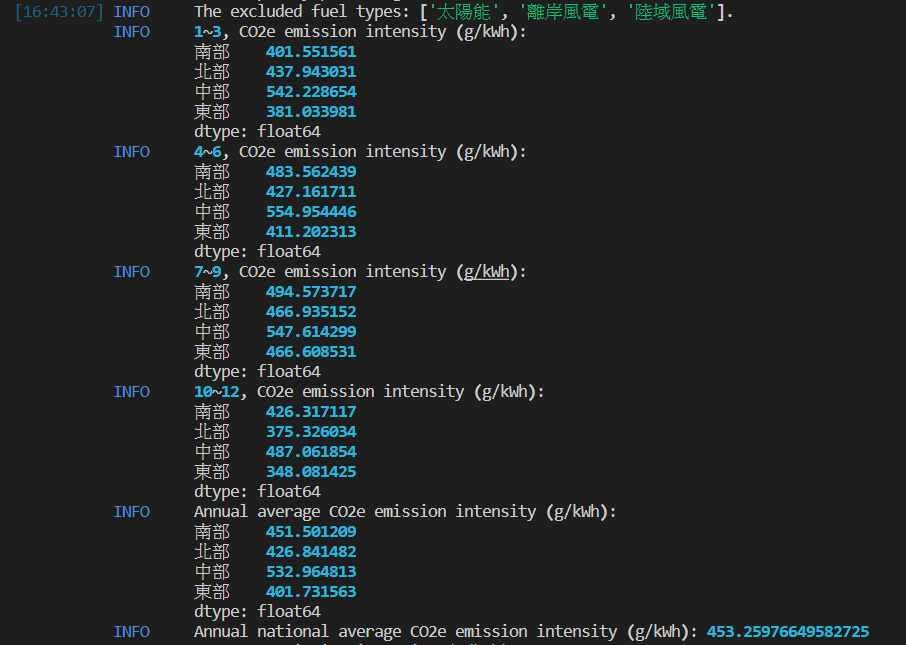 [16:43:07] INFO The excluded fuel types: ['太陽能', '離岸風電', '陸域風電'].
INFO 1~3, CO2e emission intensity (g/kWh):
南部 401.551561
北部 437.943031
中部 542.228654
東部 381.033981
dtype: float64
INFO 4~6, CO2e emission intensity (g/kWh):
南部 483.562439
北部 427.161711
中部 554.954446
東部 411.202313
dtype: float64
INFO 7~9, CO2e emission intensity (g/kWh):
南部 494.573717
北部 466.935152
中部 547.614299
東部 466.608531
dtype: float64
INFO 10~12, CO2e emission intensity (g/kWh):
南部 426.317117
北部 375.326034
中部 487.061854
東部 348.081425
dtype: float64
INFO Annual average CO2e emission intensity (g/kWh):
南部 451.501209
北部 426.841482
中部 532.964813
東部 401.731563
dtype: float64
INFO Annual national average CO2e emission intensity (g/kWh): 453.25976649582725